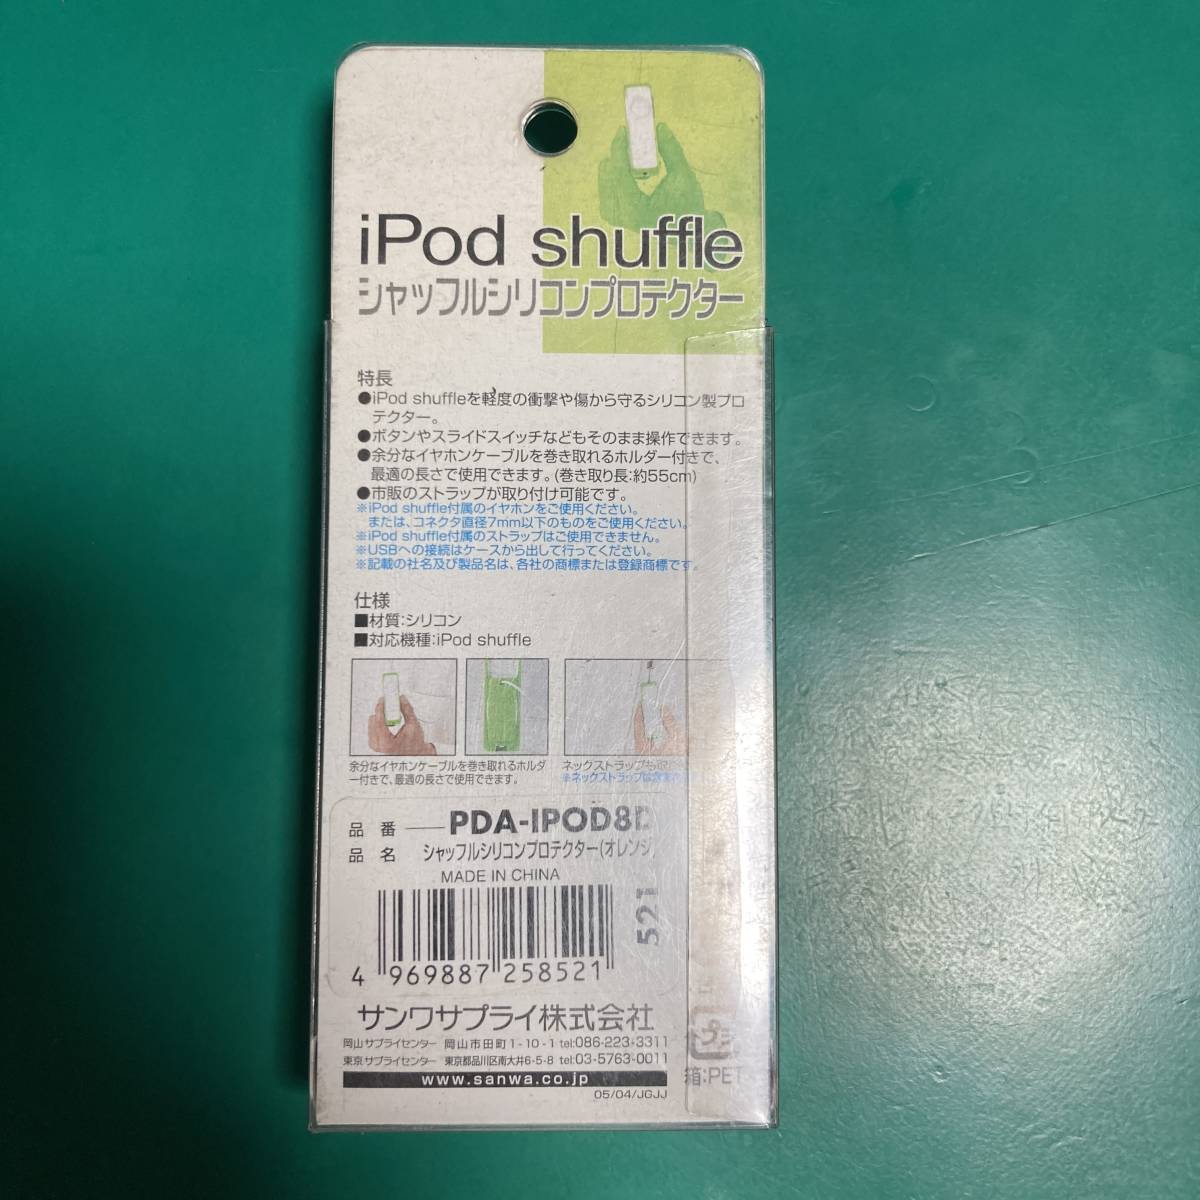 iPod shuffle
シャッフルシリコンプロテクター
特長
●iPod shuffleを軽度の衝撃や傷から守るシリコン製プロ
テクター。
●ボタンやスライドスイッチなどもそのまま操作できます。
●余分なイヤホンケーブルを巻き取れるホルダー付きで、
最適の長さで使用できます。(巻き取り長:約55cm)
●市販のストラップが取り付け可能です。
※iPod shuffle付属のイヤホンをご使用ください。
または、コネクタ直径7mm以下のものをご使用ください。
※iPod shuffle付属のストラップはご使用できません。
※USBへの接続はケースから出して行ってください。
※記載の社名及び製品名は、各社の商標または登録商標です。
仕様
■材質:シリコン
■対応機種:iPod shuffle
余分なイヤホンケーブルを巻き取れるホルダ
ー付きで、最適の長さで使用できます。
ネックストラップも
※ネックストラップは
品番 PDA-IPOD8D
品名 シャッフルシリコンプロテクター(オレンジ)
MADE IN CHINA
521
4 969887 258521
サンワサプライ株式会社
岡山サプライセンター 岡山市田町1-10-1 tel:086-223-3311
東京サプライセンター 東京都品川区南大井6-5-8 tel:03-5763-0011
www.sanwa.co.jp
05/04/JGJJ
プラ
箱:PET